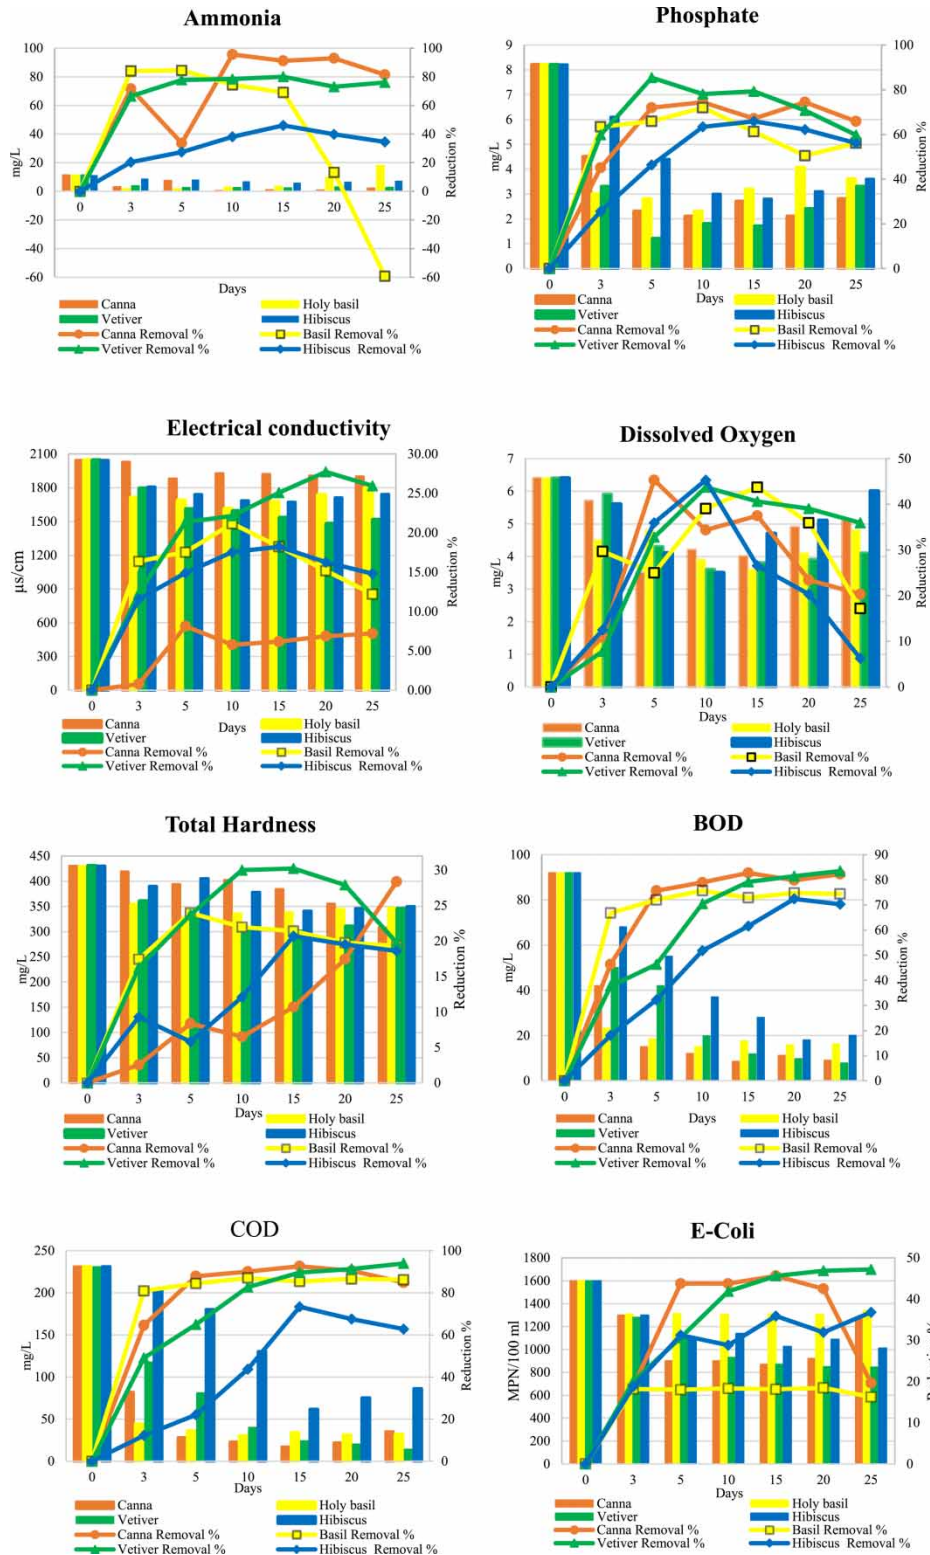 Ammonia
100
80
60
40
20
0
-20
-40
-60
mg/L
100
80
60
40
20
0
-20
-40
-60
Reduction %
0 3 5 10 15 20 25
Days
Canna Holy basil
Vetiver Hibiscus
Canna Removal % Basil Removal %
Vetiver Removal % Hibiscus Removal %
Phosphate
9
8
7
6
5
4
3
2
1
0
mg/L
100
80
60
40
20
0
Reduction %
0 3 5 10 15 20 25
Days
Canna Holy basil
Vetiver Hibiscus
Canna Removal % Basil Removal %
Vetiver Removal % Hibiscus Removal %
Electrical conductivity
2100
1800
1500
1200
900
600
300
0
µs/cm
30.00
25.00
20.00
15.00
10.00
5.00
0.00
Reduction %
0 3 5 10 15 20 25
Days
Canna Holy basil
Vetiver Hibiscus
Canna Removal % Basil Removal %
Vetiver Removal % Hibiscus Removal %
Dissolved Oxygen
7
6
5
4
3
2
1
0
mg/L
50
40
30
20
10
0
Reduction %
0 3 5 10 15 20 25
Days
Canna Holy basil
Vetiver Hibiscus
Canna Removal % Basil Removal %
Vetiver Removal % Hibiscus Removal %
Total Hardness
450
400
350
300
250
200
150
100
50
0
mg/L
30
25
20
15
10
5
0
Reduction %
0 3 5 10 15 20 25
Days
Canna Holy basil
Vetiver Hibiscus
Canna Removal % Basil Removal %
Vetiver Removal % Hibiscus Removal %
BOD
100
80
60
40
20
0
mg/L
90
80
70
60
50
40
30
20
10
0
Reduction %
0 3 5 10 15 20 25
Days
Canna Holy basil
Vetiver Hibiscus
Canna Removal % Basil Removal %
Vetiver Removal % Hibiscus Removal %
COD
250
200
150
100
50
0
mg/L
100
80
60
40
20
0
Reduction %
0 3 5 10 15 20 25
Days
Canna Holy basil
Vetiver Hibiscus
Canna Removal % Basil Removal %
Vetiver Removal % Hibiscus Removal %
E-Coli
1800
1600
1400
1200
1000
800
600
400
200
0
MPN/100 ml
50
40
30
20
10
0
0 3 5 10 15 20 25
Days
Canna Holy basil
Vetiver Hibiscus
Canna Removal % Basil Removal %
Vetiver Removal % Hibiscus Removal %